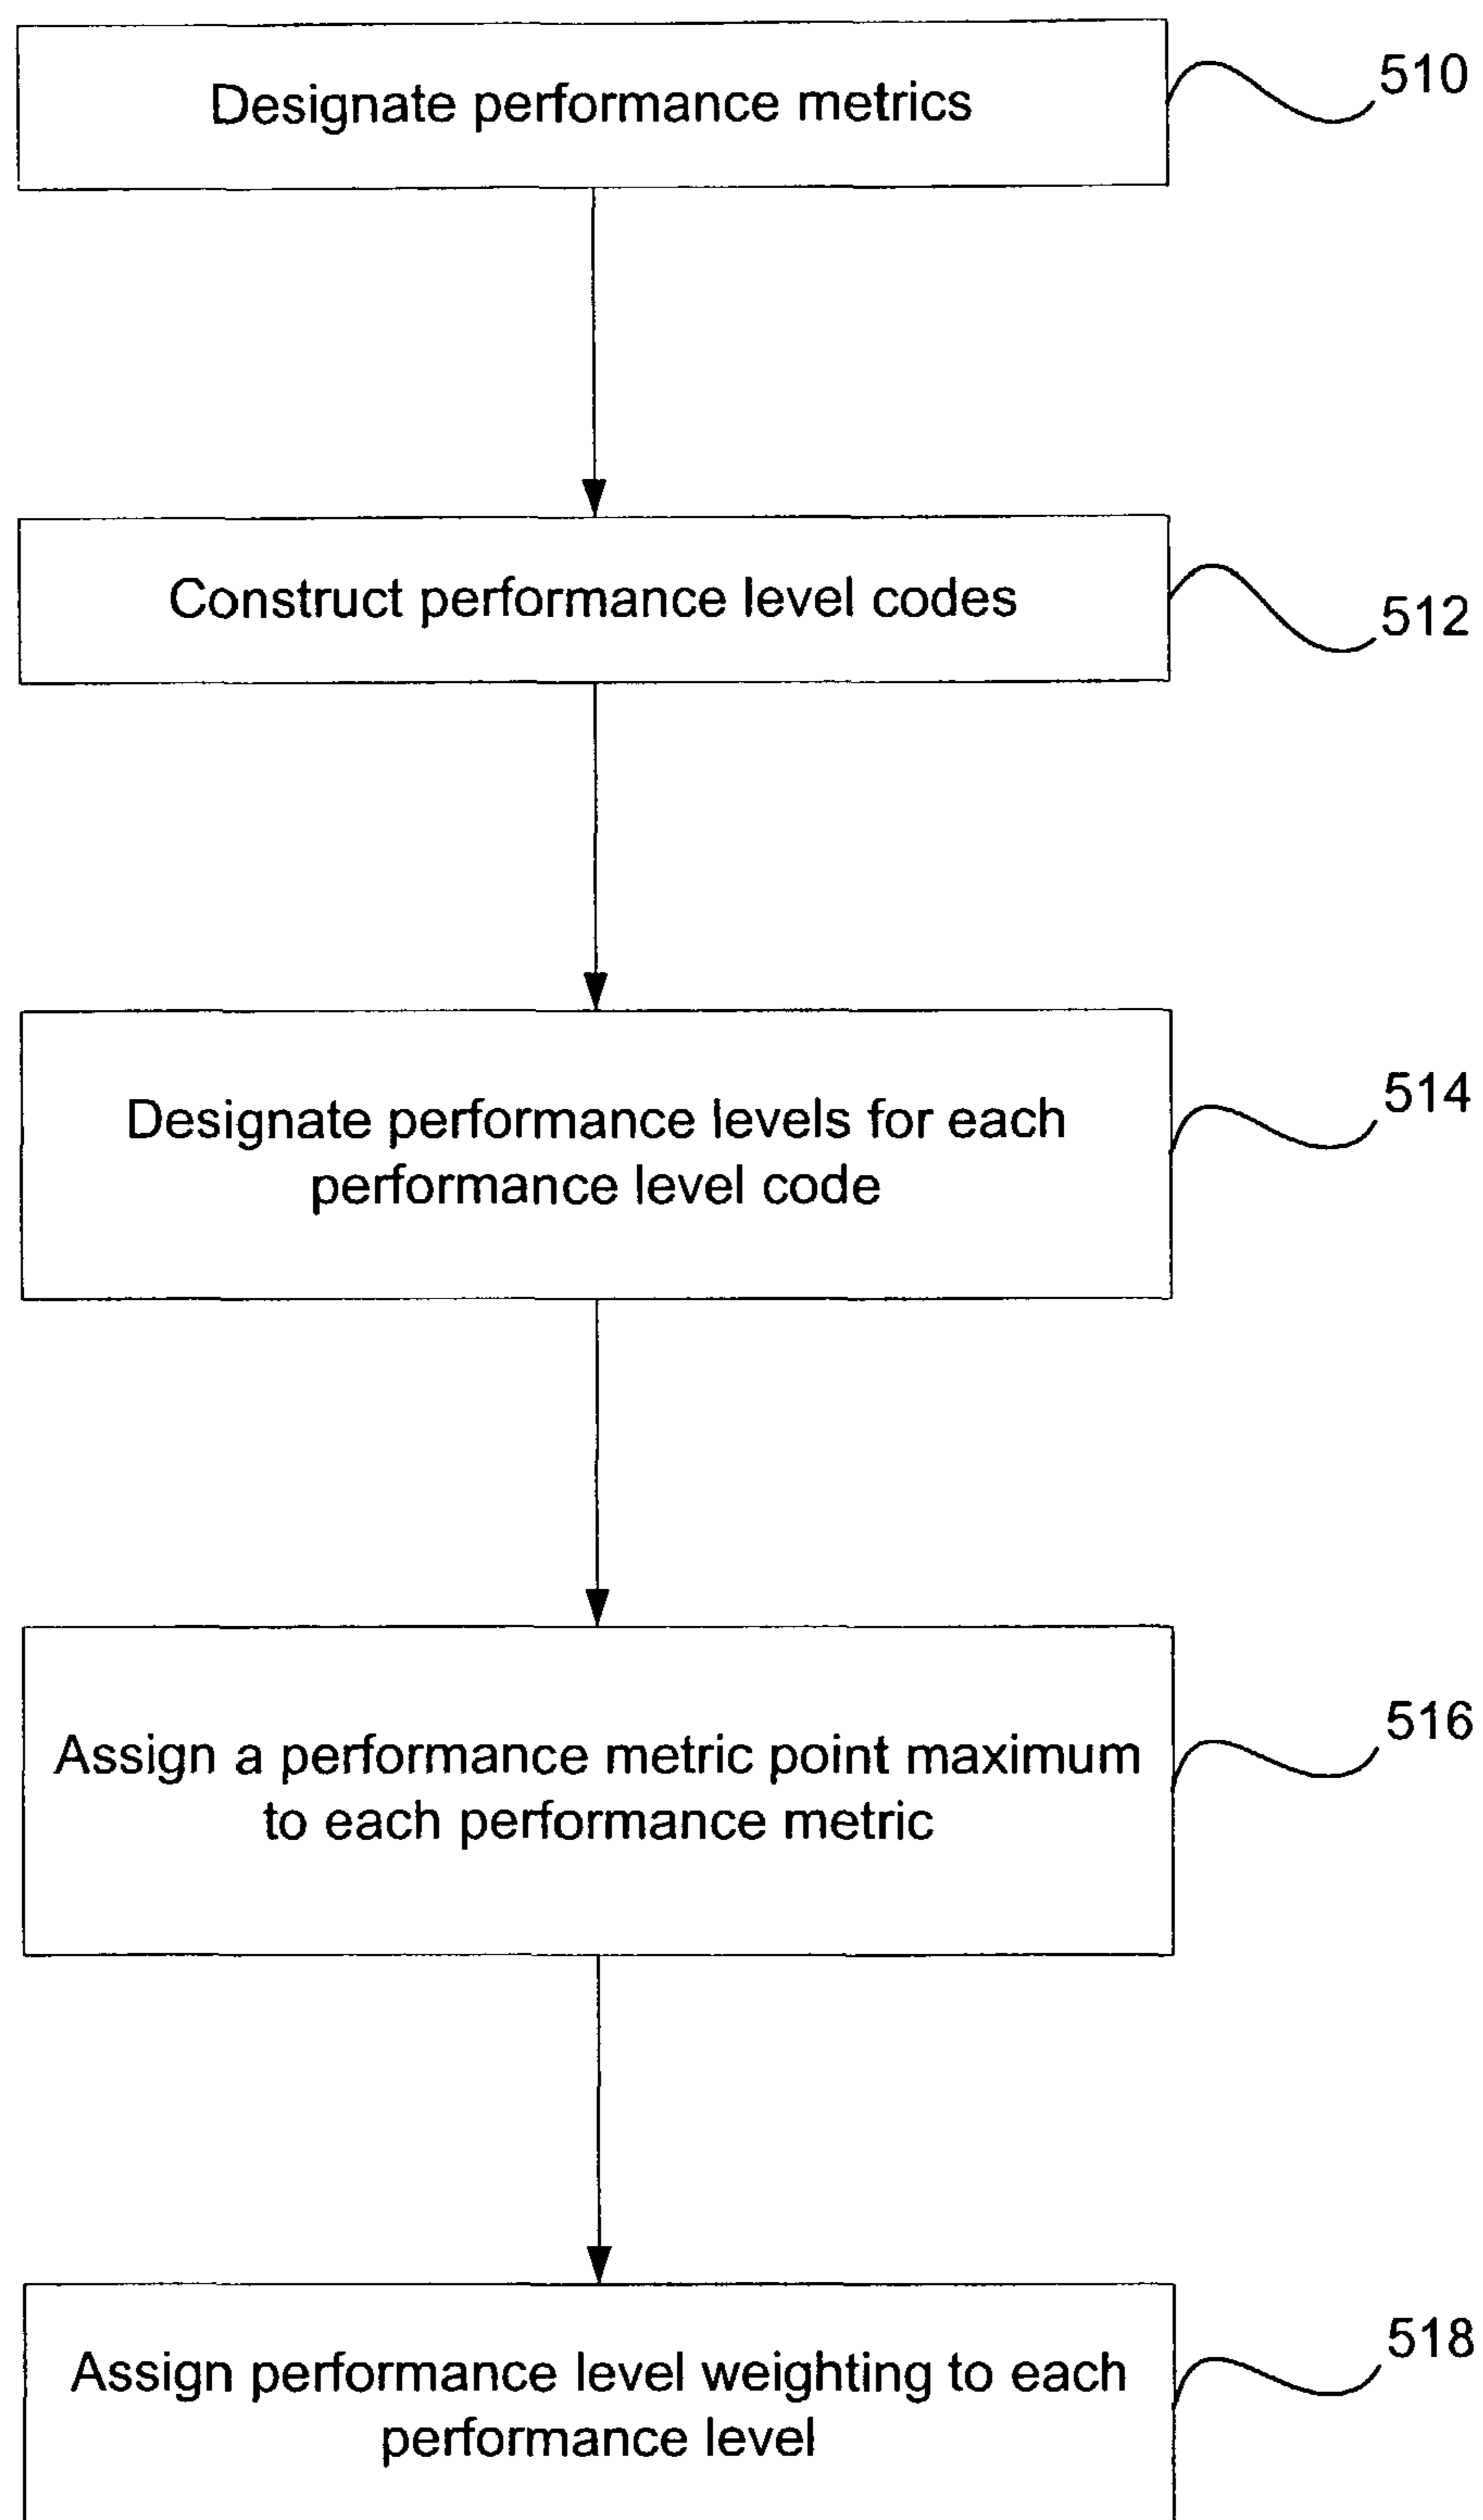 Designate performance metrics
510
Construct performance level codes
512
Designate performance levels for each
performance level code
514
Assign a performance metric point maximum
to each performance metric
516
Assign performance level weighting to each
performance level
518